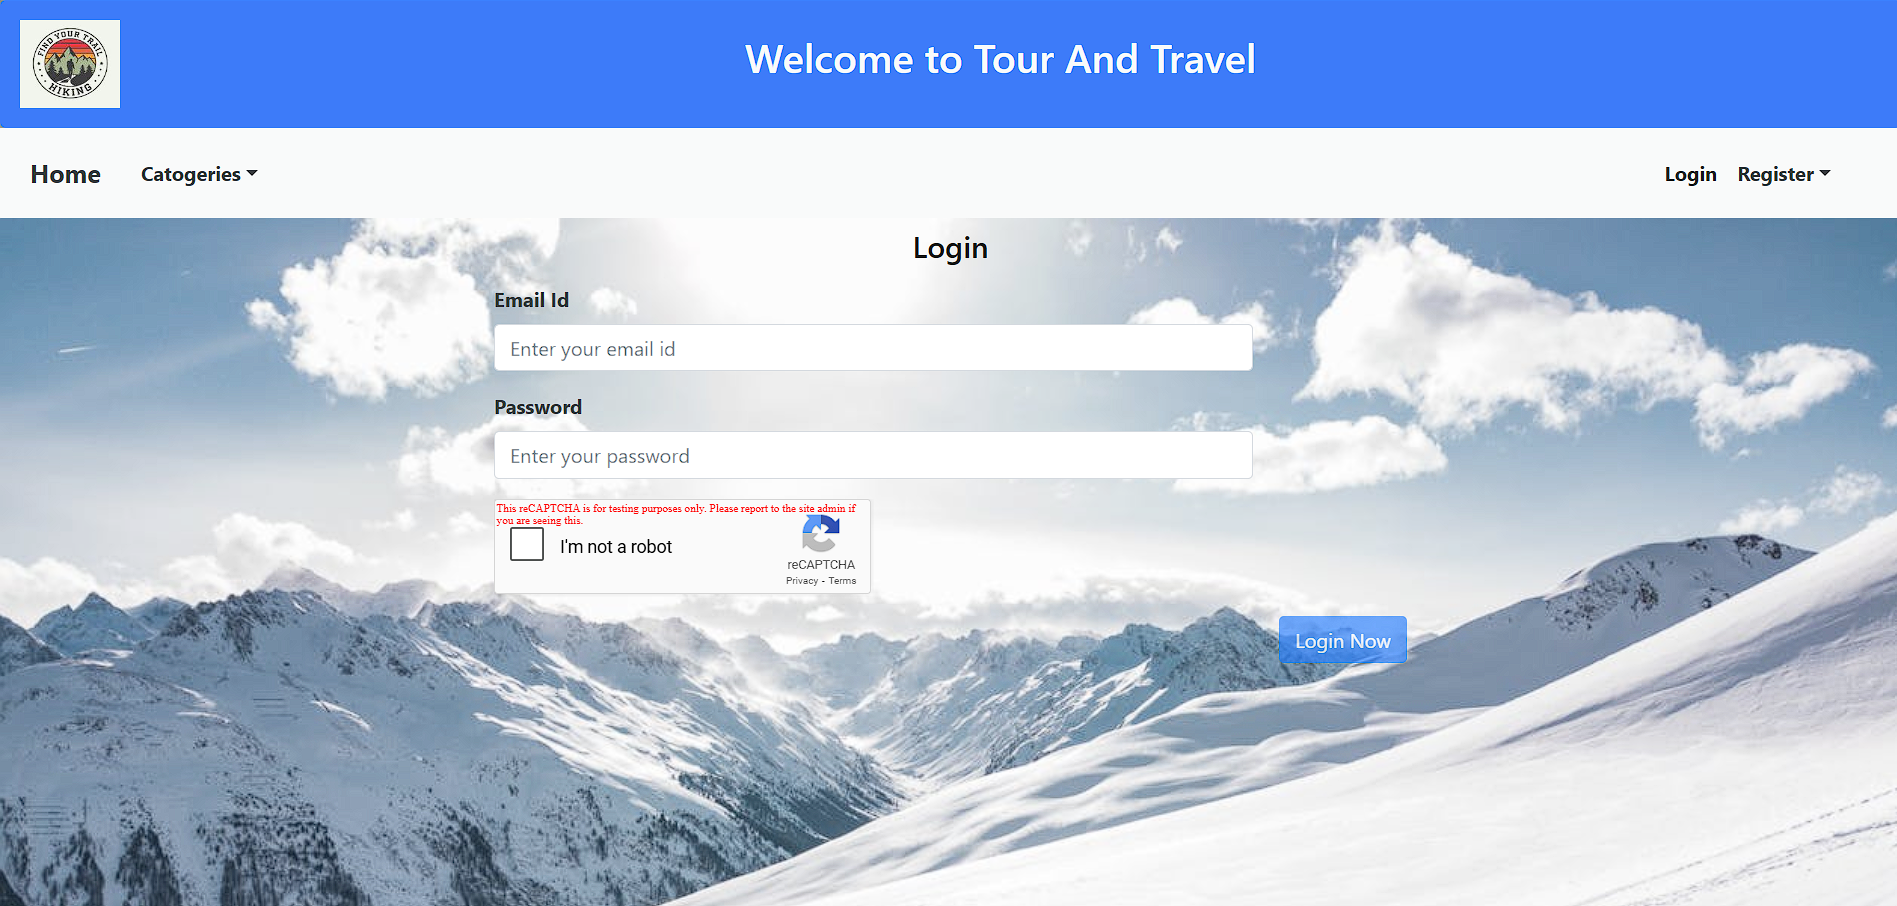 FIND YOUR TRAIL
HIKING
Welcome to Tour And Travel
Home
Catogeries
Login
Register
Login
Email Id
Enter your email id
Password
Enter your password
This reCAPTCHA is for testing purposes only. Please report to the site admin if
you are seeing this.
I'm not a robot
reCAPTCHA
Privacy - Terms
Login Now